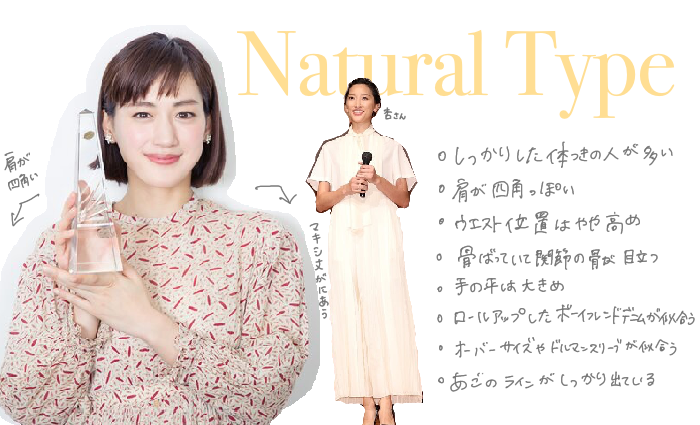 Natural Type
杏さん
肩が
四角い
マキシ丈がにあう
しっかりした体つきの人が多い
肩が四角っぽい
ウエスト位置はやや高め
骨ばっていて関節の骨が目立つ
手の平は大きめ
ロールアップしたボーイフレンドデニムが似合う
オーバーサイズやドルマンスリーブが似合う
あごのラインがしっかり出ている